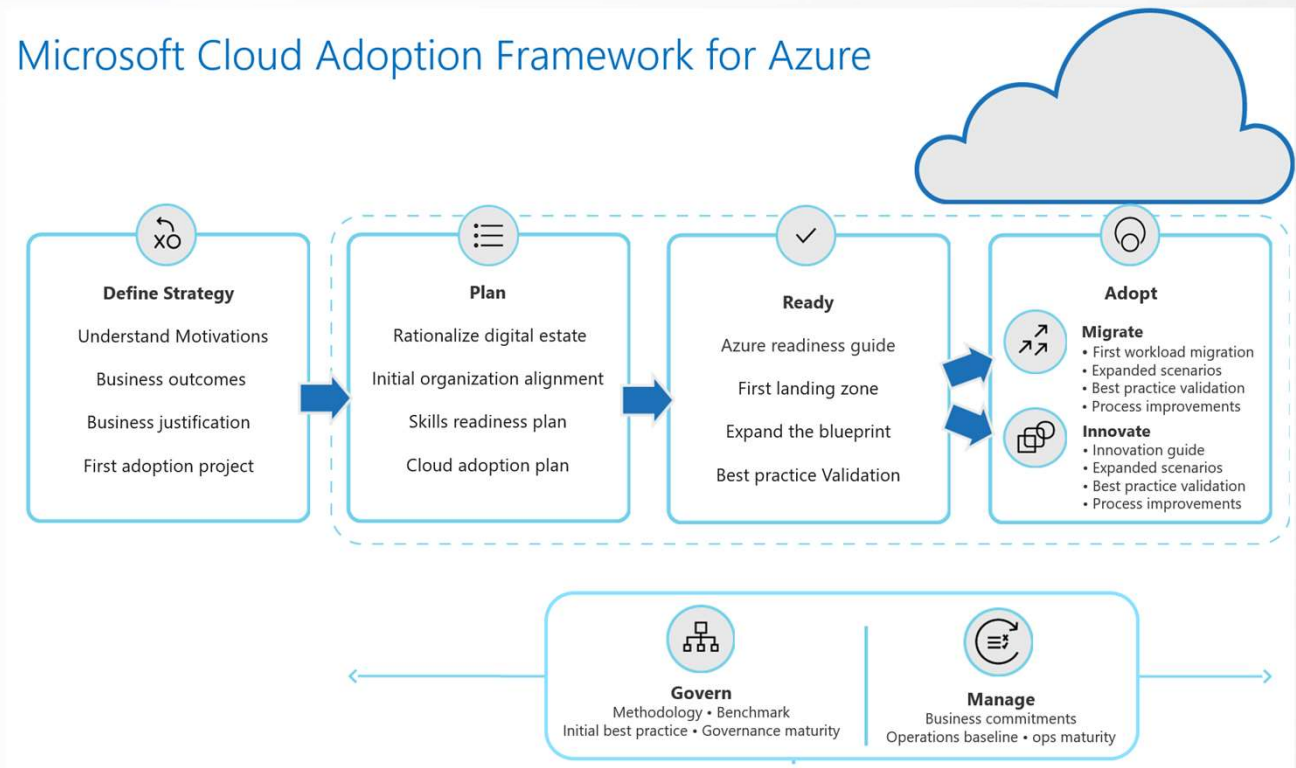 Microsoft Cloud Adoption Framework for Azure
Define Strategy
Understand Motivations
Business outcomes
Business justification
First adoption project
Plan
Rationalize digital estate
Initial organization alignment
Skills readiness plan
Cloud adoption plan
Ready
Azure readiness guide
First landing zone
Expand the blueprint
Best practice Validation
Adopt
Migrate
• First workload migration
• Expanded scenarios
• Best practice validation
• Process improvements
Innovate
• Innovation guide
• Expanded scenarios
• Best practice validation
• Process improvements
Govern
Methodology • Benchmark
Initial best practice • Governance maturity
Manage
Business commitments
Operations baseline • ops maturity